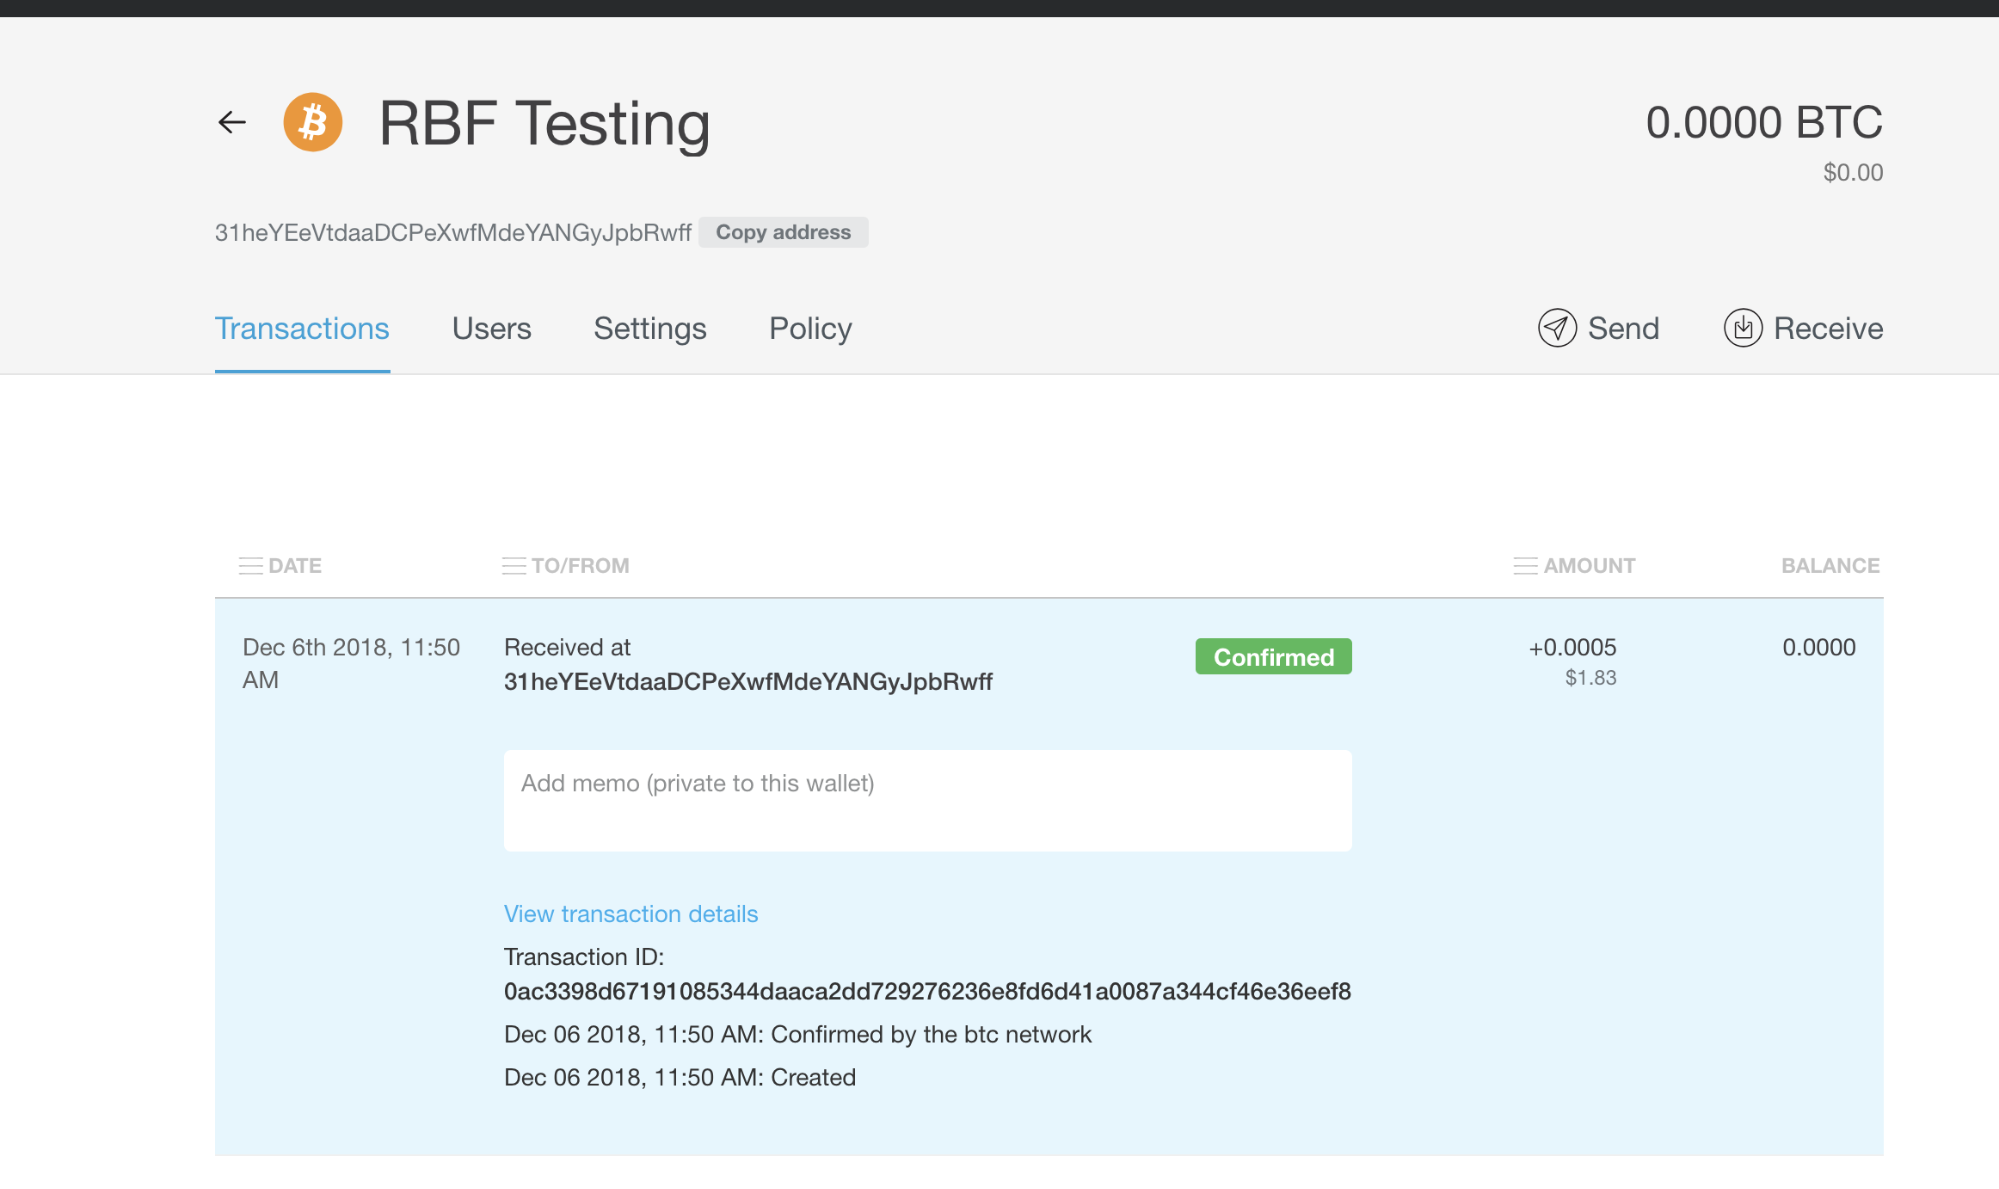 RBF Testing
0.0000 BTC
$0.00
31heYEeVtdaaDCPeXwfMdeYANGyJpbRwff Copy address
Transactions Users Settings Policy Send Receive
DATE TO/FROM AMOUNT BALANCE
Dec 6th 2018, 11:50
AM
Received at
31heYEeVtdaaDCPeXwfMdeYANGyJpbRwff
Confirmed
+0.0005
$1.83
0.0000
Add memo (private to this wallet)
View transaction details
Transaction ID:
0ac3398d67191085344daaca2dd729276236e8fd6d41a0087a344cf46e36eef8
Dec 06 2018, 11:50 AM: Confirmed by the btc network
Dec 06 2018, 11:50 AM: Created